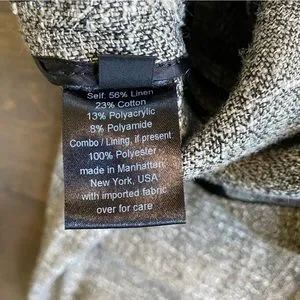 Self: 56% Linen
23% Cotton
13% Polyacrylic
8% Polyamide
Combo / Lining, if present
100% Polyester
made in Manhattan,
New York, USA
with imported fabric
over for care